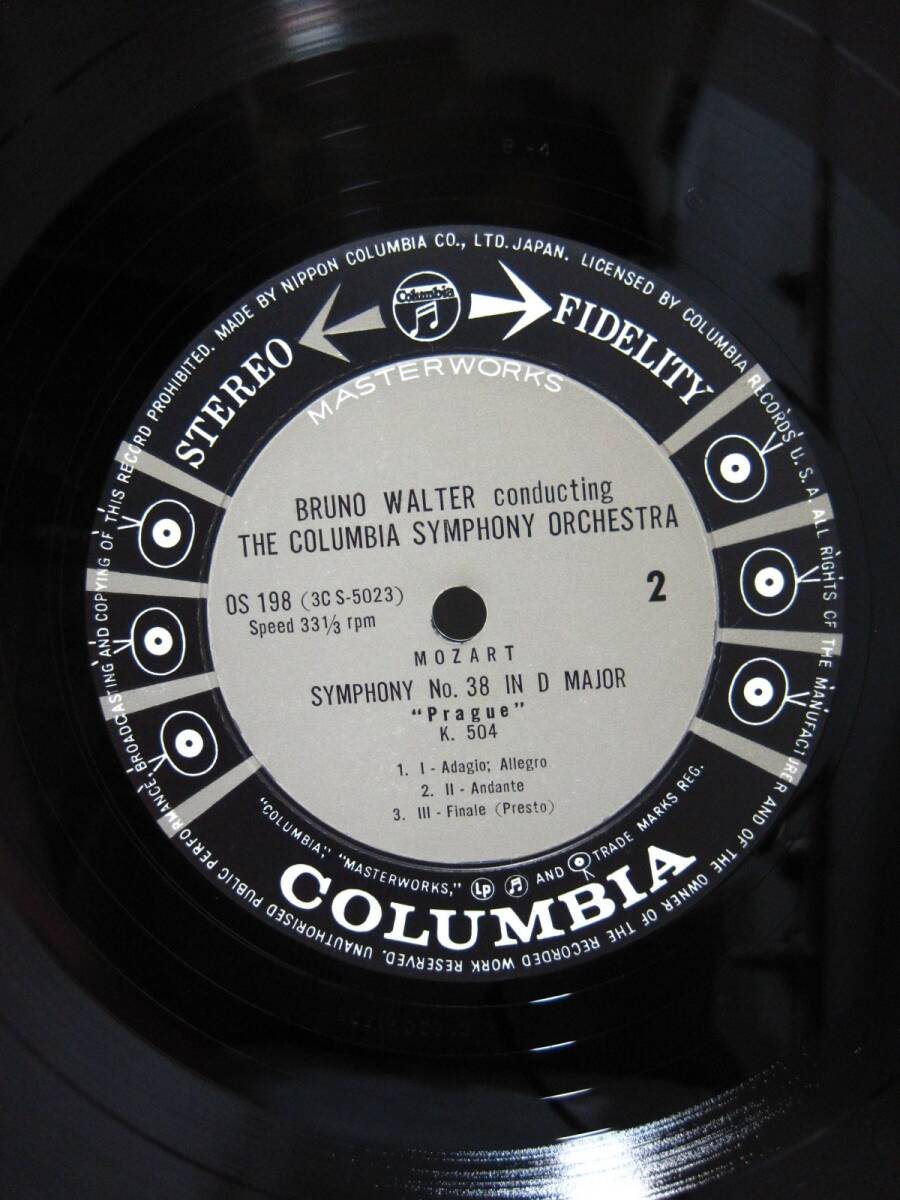 UNAUTHORISED PUBLIC PERFORMANCE, BROADCASTING AND COPYING OF THIS RECORD PROHIBITED. MADE BY NIPPON COLUMBIA CO., LTD. JAPAN. LICENSED BY COLUMBIA RECORDS U.S.A. ALL RIGHTS OF THE MANUFACTURER AND OF THE OWNER OF THE RECORDED WORK RESERVED.
STEREO
Columbia
FIDELITY
MASTERWORKS
BRUNO WALTER conducting
THE COLUMBIA SYMPHONY ORCHESTRA
OS 198 (3C S-5023)
2
Speed 33 1/3 rpm
MOZART
SYMPHONY No. 38 IN D MAJOR
"Prague"
K. 504
1. I - Adagio; Allegro
2. II - Andante
3. III - Finale (Presto)
"COLUMBIA," "MASTERWORKS," Lp AND TRADE MARKS REG.
COLUMBIA